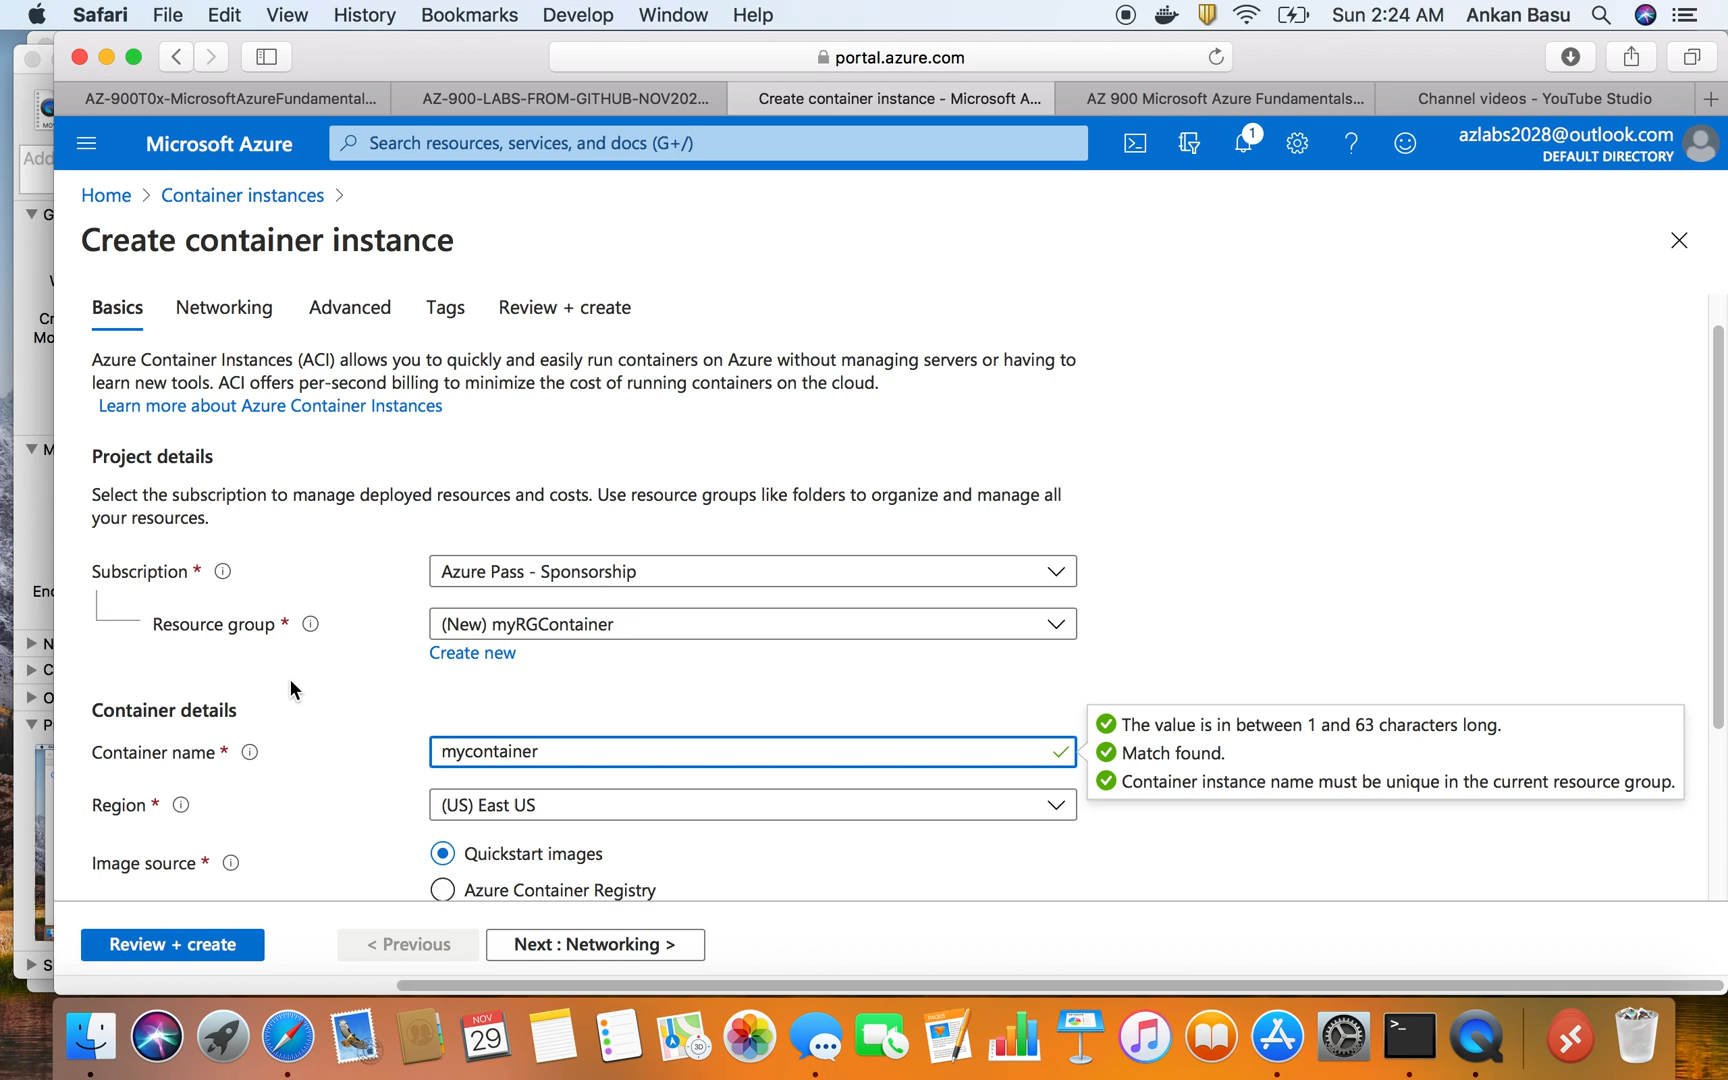 Safari File Edit View History Bookmarks Develop Window Help Sun 2:24 AM Ankan Basu
portal.azure.com
AZ-900T0x-MicrosoftAzureFundamental... AZ-900-LABS-FROM-GITHUB-NOV202... Create container instance - Microsoft A... AZ 900 Microsoft Azure Fundamentals... Channel videos - YouTube Studio
Microsoft Azure Search resources, services, and docs (G+/) 1 azlabs2028@outlook.com
DEFAULT DIRECTORY
Add
Home > Container instances >
Create container instance
Basics Networking Advanced Tags Review + create
Azure Container Instances (ACI) allows you to quickly and easily run containers on Azure without managing servers or having to
learn new tools. ACI offers per-second billing to minimize the cost of running containers on the cloud.
Learn more about Azure Container Instances
Project details
Select the subscription to manage deployed resources and costs. Use resource groups like folders to organize and manage all
your resources.
Subscription * Azure Pass - Sponsorship
Resource group * (New) myRGContainer
Create new
Container details
Container name * mycontainer
The value is in between 1 and 63 characters long.
Match found.
Container instance name must be unique in the current resource group.
Region * (US) East US
Image source * Quickstart images
Azure Container Registry
Review + create < Previous Next : Networking >
NOV
29
3D
PAGES
>_